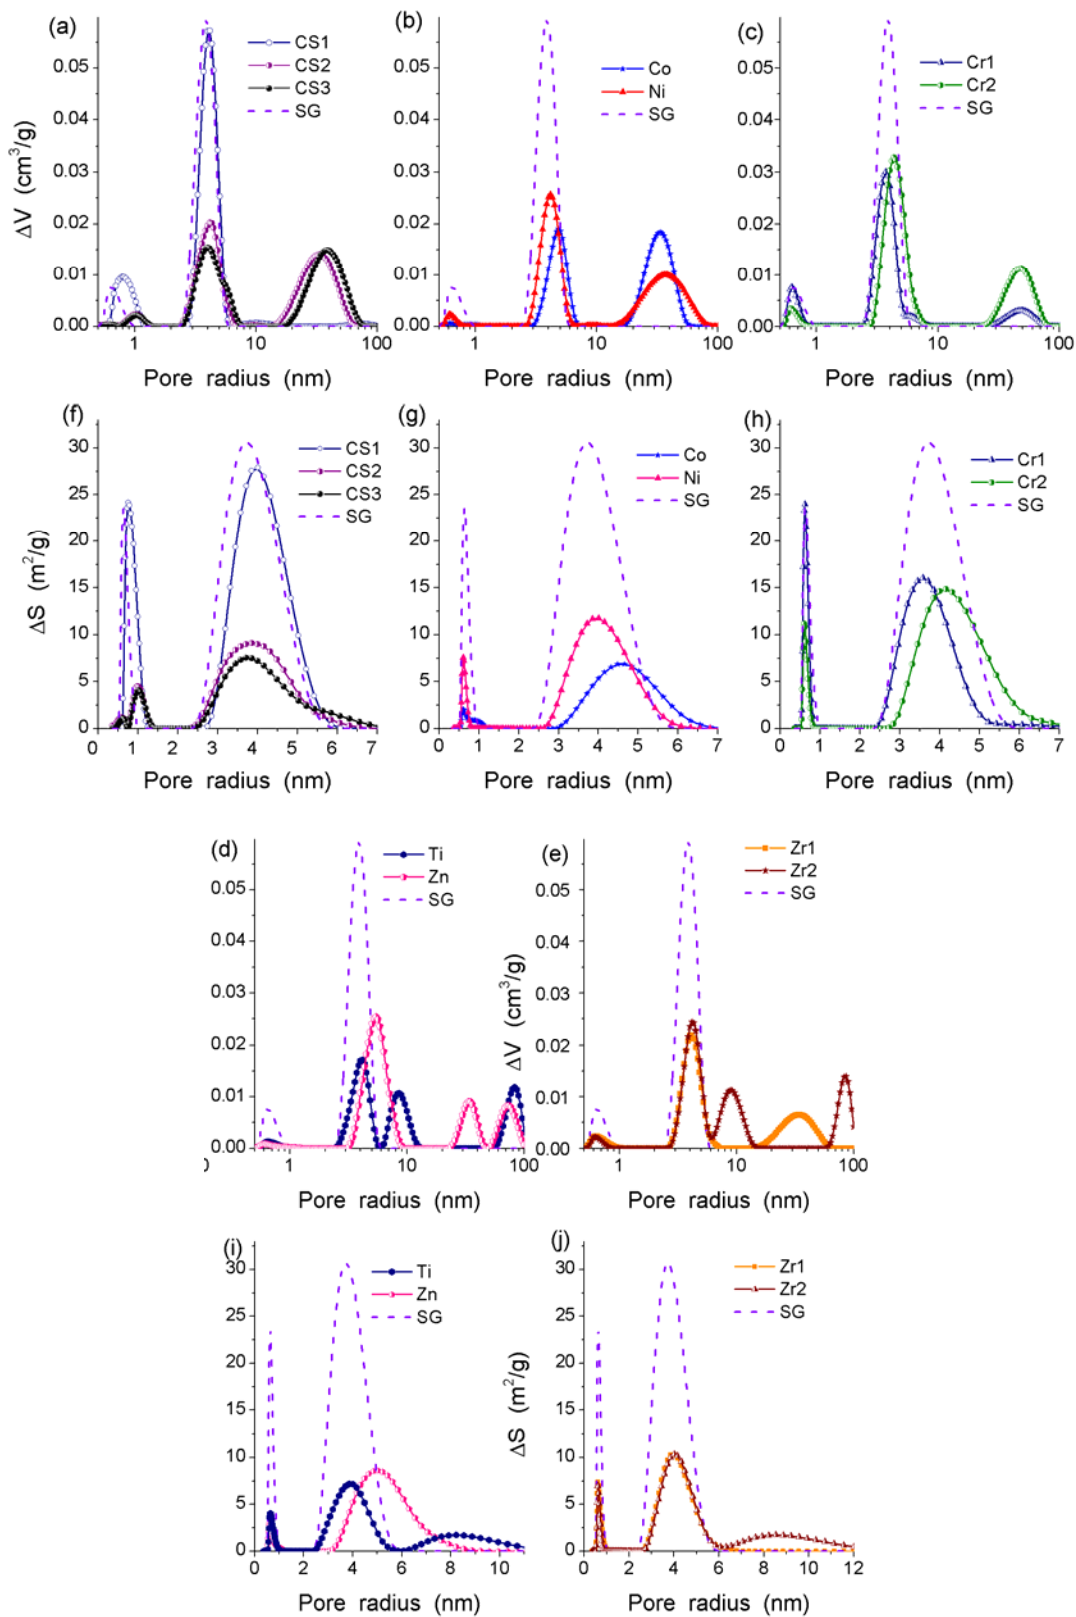 (a)
CS1
CS2
CS3
SG
0.05
0.04
0.03
0.02
0.01
0.00
1
10
100
ΔV (cm³/g)
Pore radius (nm)
(b)
Co
Ni
SG
0.05
0.04
0.03
0.02
0.01
0.00
1
10
100
Pore radius (nm)
(c)
Cr1
Cr2
SG
0.05
0.04
0.03
0.02
0.01
0.00
1
10
100
Pore radius (nm)
(f)
CS1
CS2
CS3
SG
30
25
20
15
10
5
0
0 1 2 3 4 5 6 7
ΔS (m²/g)
Pore radius (nm)
(g)
Co
Ni
SG
30
25
20
15
10
5
0
0 1 2 3 4 5 6 7
Pore radius (nm)
(h)
Cr1
Cr2
SG
30
25
20
15
10
5
0
0 1 2 3 4 5 6 7
Pore radius (nm)
(d)
Ti
Zn
SG
0.05
0.04
0.03
0.02
0.01
0.00
1
10
100
Pore radius (nm)
(e)
Zr1
Zr2
SG
0.05
0.04
0.03
0.02
0.01
0.00
1
10
100
ΔV (cm³/g)
Pore radius (nm)
(i)
Ti
Zn
SG
30
25
20
15
10
5
0
0 2 4 6 8 10
Pore radius (nm)
(j)
Zr1
Zr2
SG
30
25
20
15
10
5
0
0 2 4 6 8 10 12
ΔS (m²/g)
Pore radius (nm)